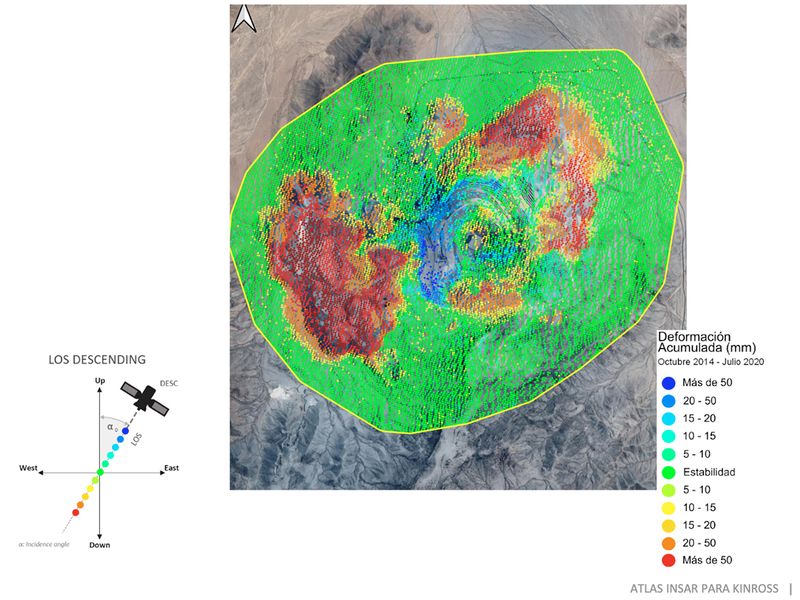 LOS DESCENDING
Up
DESC
α
LOS
West
East
α: Incidence angle
Down
Deformación
Acumulada (mm)
Octubre 2014 - Julio 2020
Más de 50
20 - 50
15 - 20
10 - 15
5 - 10
Estabilidad
5 - 10
10 - 15
15 - 20
20 - 50
Más de 50
ATLAS INSAR PARA KINROSS |